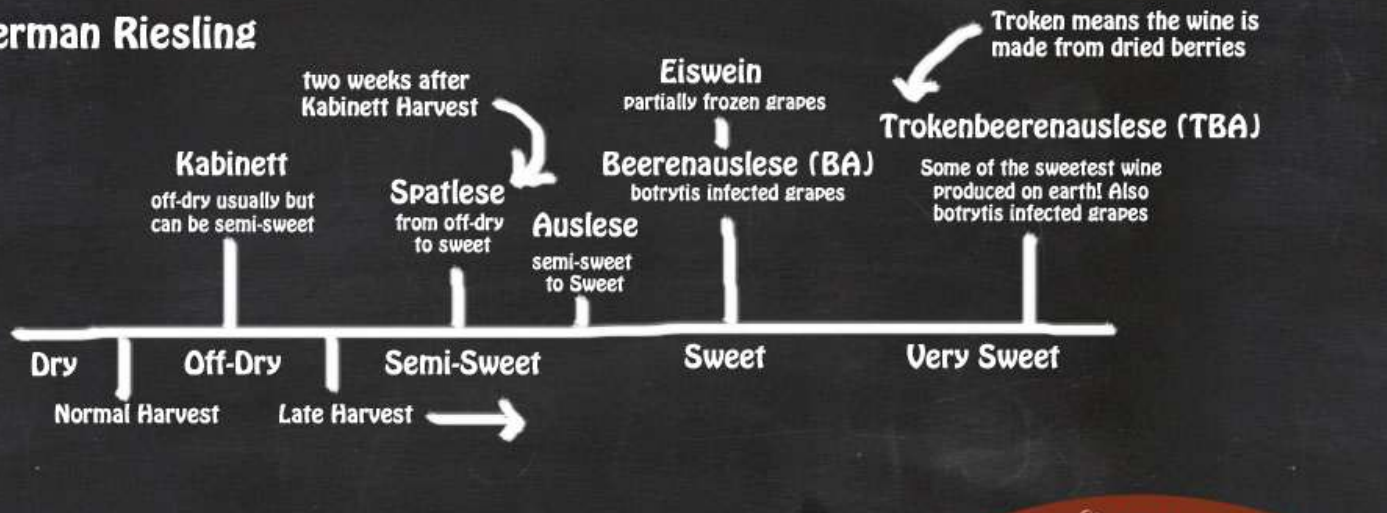 erman Riesling
Troken means the wine is
made from dried berries
two weeks after
Kabinett Harvest
Eiswein
partially frozen grapes
Trokenbeerenauslese (TBA)
Some of the sweetest wine
produced on earth! Also
botrytis infected grapes
Kabinett
off-dry usually but
can be semi-sweet
Beerenauslese (BA)
botrytis infected grapes
Spatlese
from off-dry
to sweet
Auslese
semi-sweet
to Sweet
Dry
Off-Dry
Semi-Sweet
Sweet
Very Sweet
Normal Harvest
Late Harvest